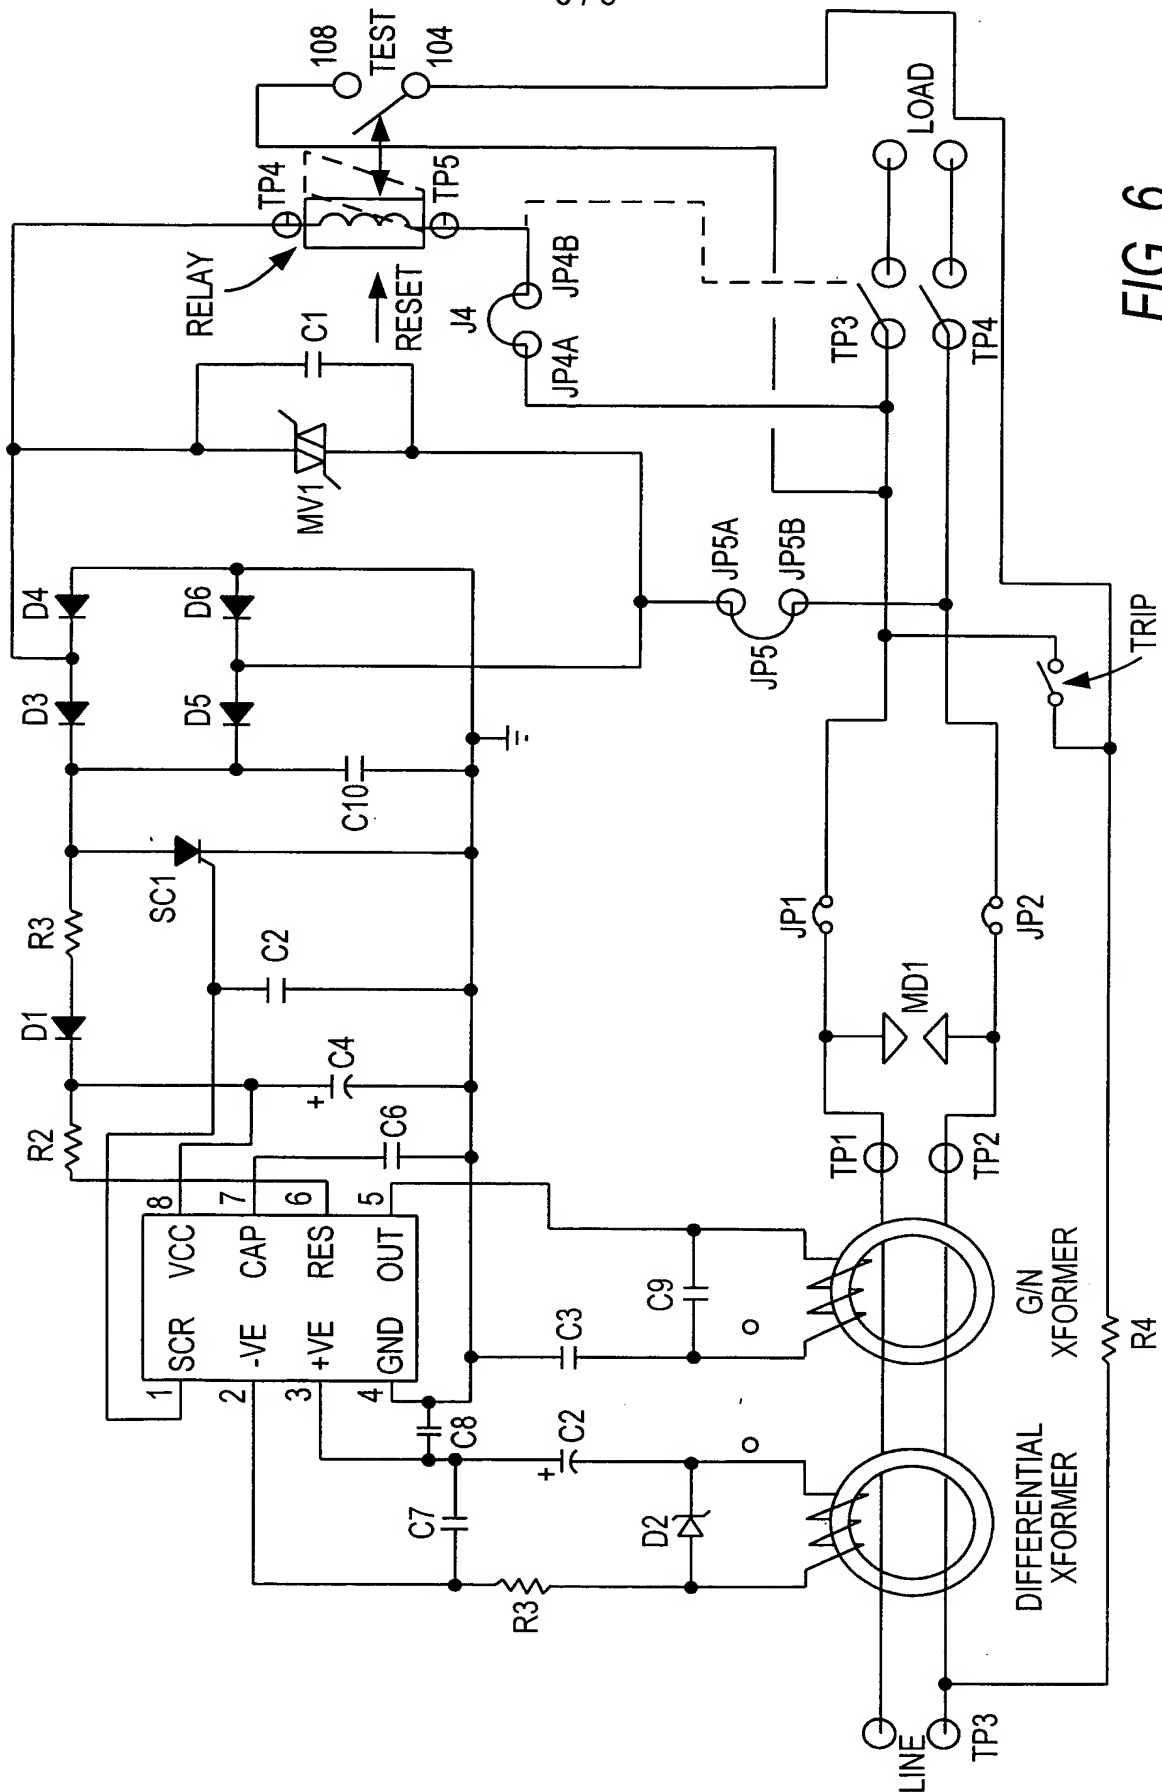 108
TEST
104
TP4
TP5
RELAY
RESET
C1
MV1
J4
JP4B
JP4A
LOAD
TP3
TP4
FIG 6
D4
D6
D3
D5
C10
JP5A
JP5B
JP5
TRIP
SC1
R3
C2
D1
C4
R2
C6
JP1
JP2
MD1
TP1
TP2
8 VCC
7 CAP
6 RES
5 OUT
1 SCR
2 -VE
3 +VE
4 GND
C9
C3
C8
C7
+ C2
D2
R3
G/N
XFORMER
R4
DIFFERENTIAL
XFORMER
LINE
TP3
+